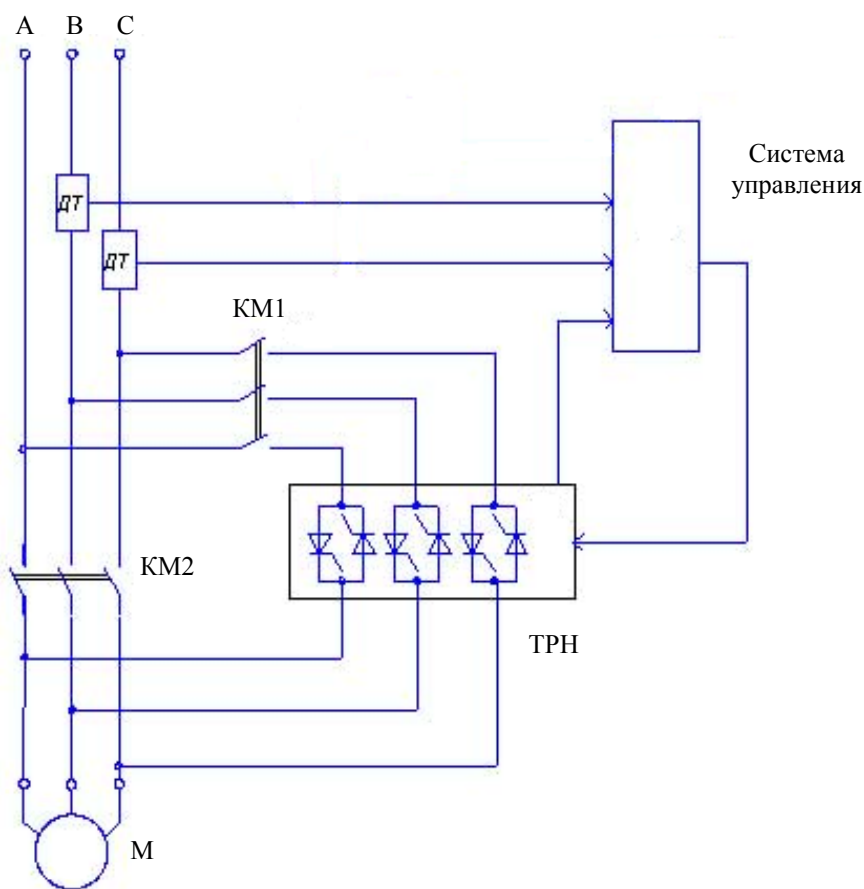 А В С
Система
управления
ДТ
ДТ
КМ1
КМ2
ТРН
М